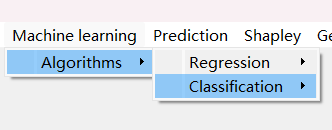 Machine learning Prediction Shapley
Algorithms Regression
Classification